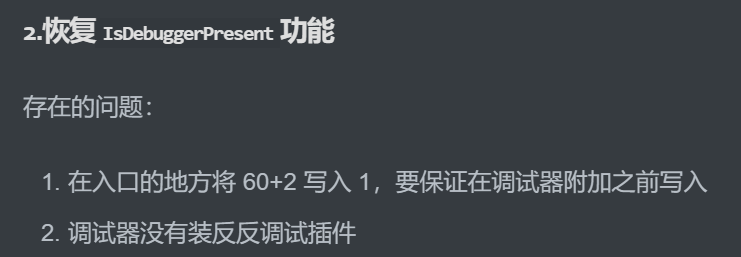 2.恢复 IsDebuggerPresent 功能
存在的问题：
1. 在入口的地方将 60+2 写入 1，要保证在调试器附加之前写入
2. 调试器没有装反反调试插件